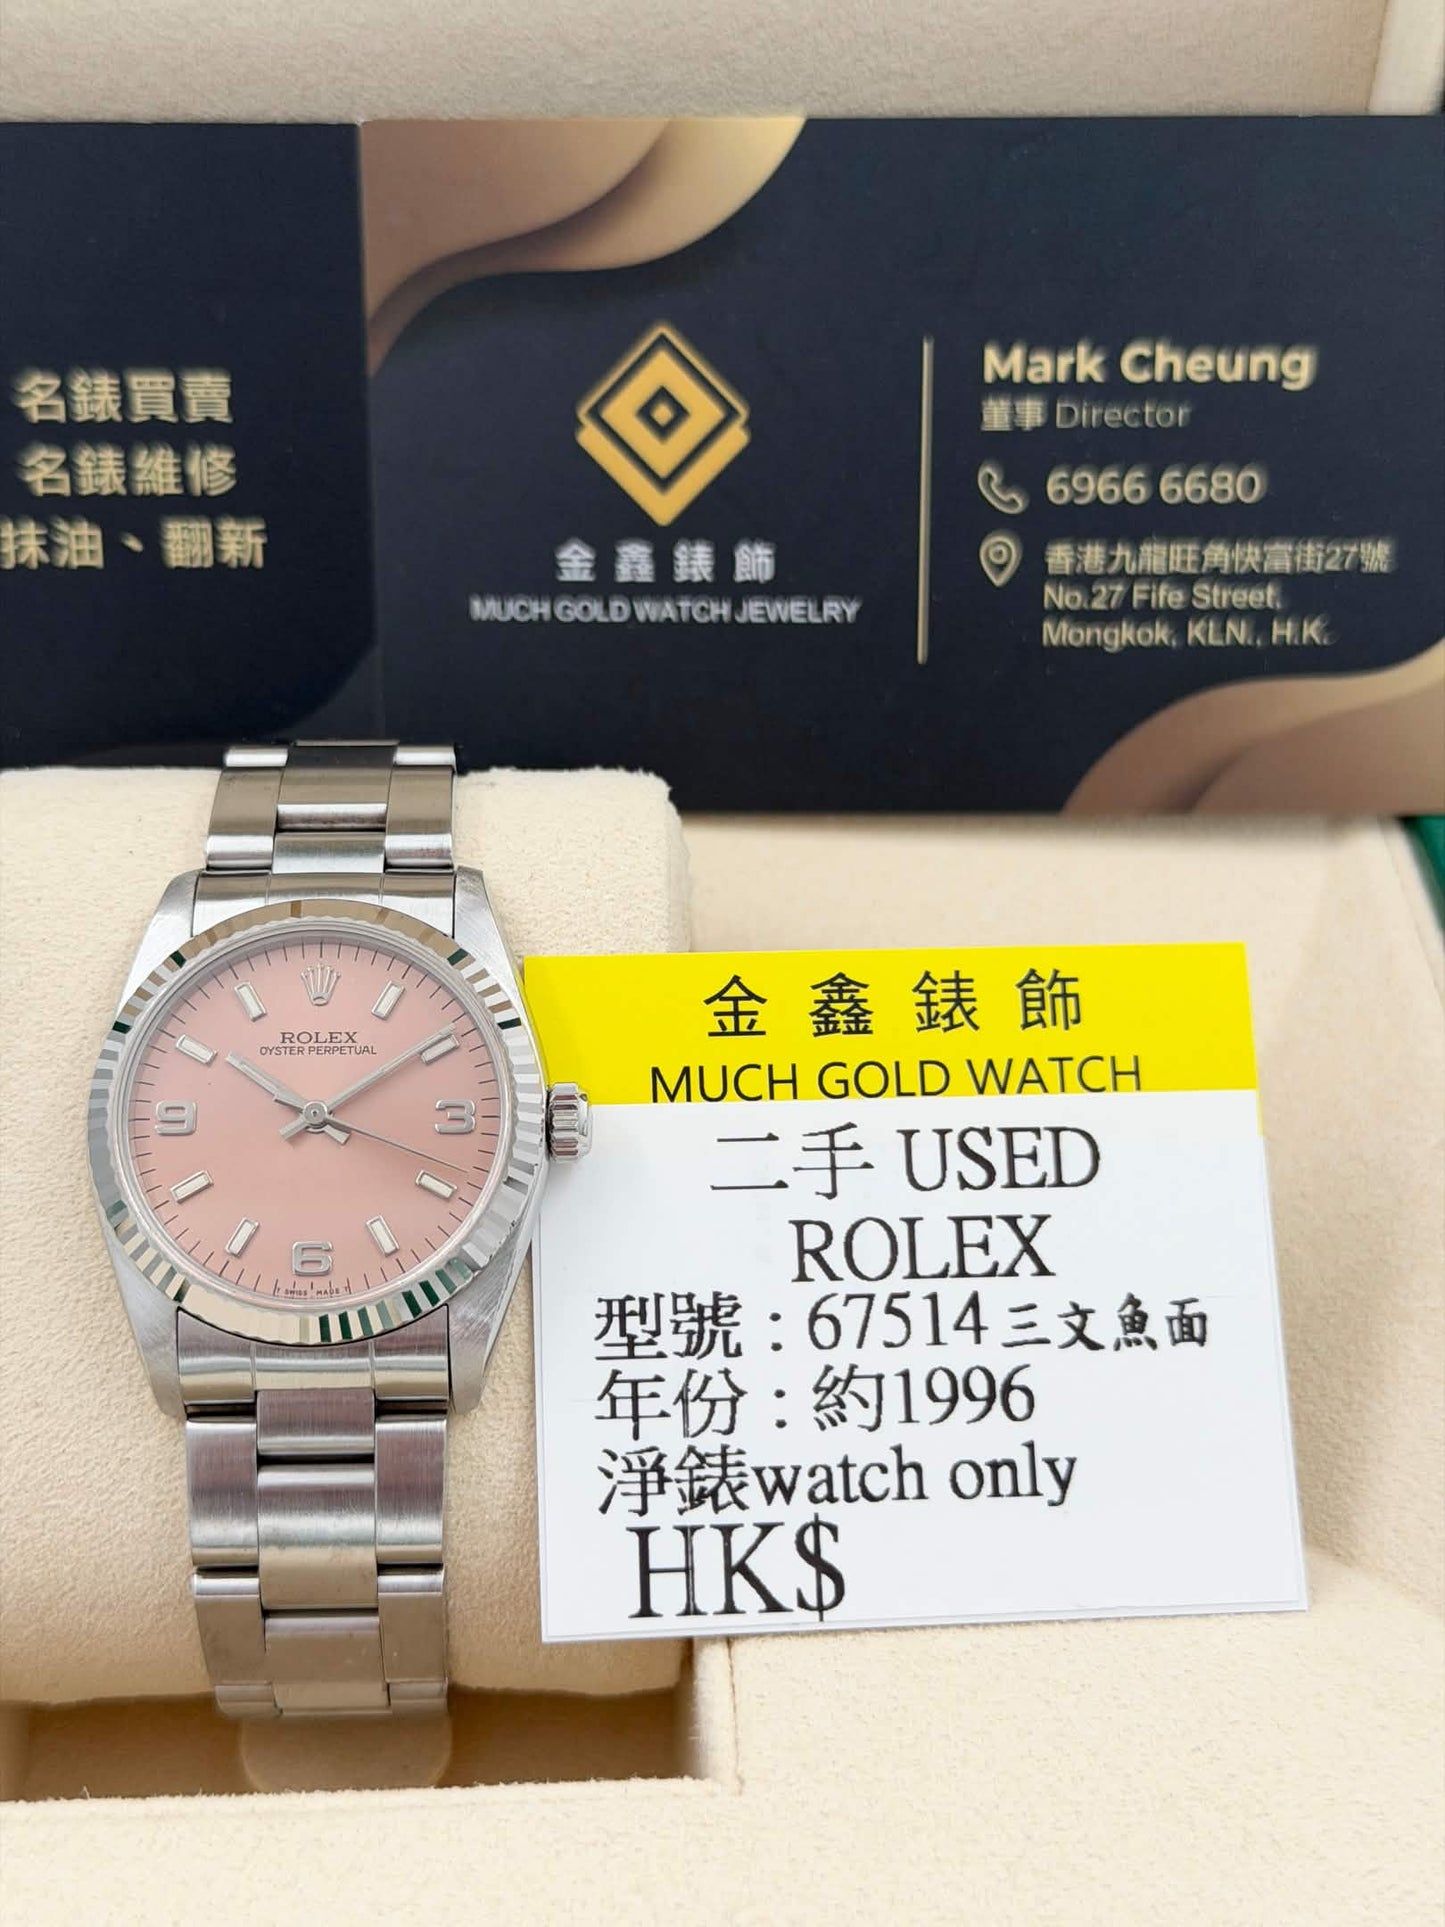 名錶買賣
名錶維修
抹油、翻新
金鑫錶飾
MUCH GOLD WATCH JEWELRY
Mark Cheung
董事 Director
6966 6680
香港九龍旺角快富街27號
No.27 Fife Street,
Mongkok, KLN., H.K.
ROLEX
OYSTER PERPETUAL
9
3
6
T SWISS MADE T
金鑫錶飾
MUCH GOLD WATCH
二手 USED
ROLEX
型號：67514三文魚面
年份：約1996
淨錶watch only
HK$